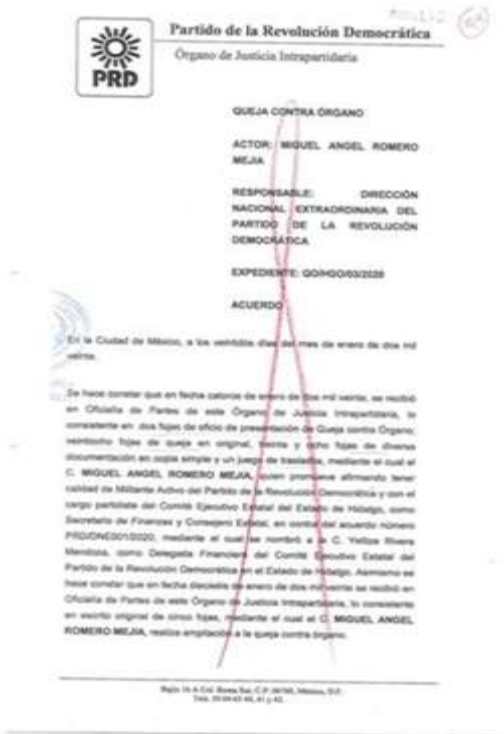 Partido de la Revolución Democrática
Órgano de Justicia Intrapartidaria
PRD
QUEJA CONTRA ÓRGANO
ACTOR: MIGUEL ANGEL ROMERO
MEJIA
RESPONSABLE: DIRECCIÓN
NACIONAL EXTRAORDINARIA DEL
PARTIDO DE LA REVOLUCIÓN
DEMOCRÁTICA
EXPEDIENTE: QO/HGO/03/2020
ACUERDO
En la Ciudad de México, a los veintidós días del mes de enero de dos mil
veinte.
Se hace constar que en fecha catorce de enero de dos mil veinte, se recibió
en Oficialía de Partes de este Órgano de Justicia Intrapartidaria, lo
consistente en dos fojas de oficio de presentación de Queja contra Órgano;
veintiocho fojas de queja en original, treinta y ocho fojas de diversa
documentación en copia simple y un juego de traslados, mediante el cual el
C. MIGUEL ANGEL ROMERO MEJIA, quien promueve afirmando tener
calidad de Militante Activo del Partido de la Revolución Democrática y con el
cargo partidista del Comité Ejecutivo Estatal del Estado de Hidalgo, como
Secretario de Finanzas y Consejero Estatal, en contra del acuerdo número
PRD/DNE001/2020, mediante el cual se nombró a la C. Yeliza Rivera
Mendoza, como Delegada Financiera del Comité Ejecutivo Estatal del
Partido de la Revolución Democrática en el Estado de Hidalgo. Asimismo se
hace constar que en fecha dieciséis de enero de dos mil veinte se recibió en
Oficialía de Partes de este Órgano de Justicia Intrapartidaria, lo consistente
en escrito original de cinco fojas, mediante el cual el C. MIGUEL ANGEL
ROMERO MEJIA, realiza ampliación a la queja contra órgano.
Bajío 16-A Col. Roma Sur, C.P. 06760, México, D.F.